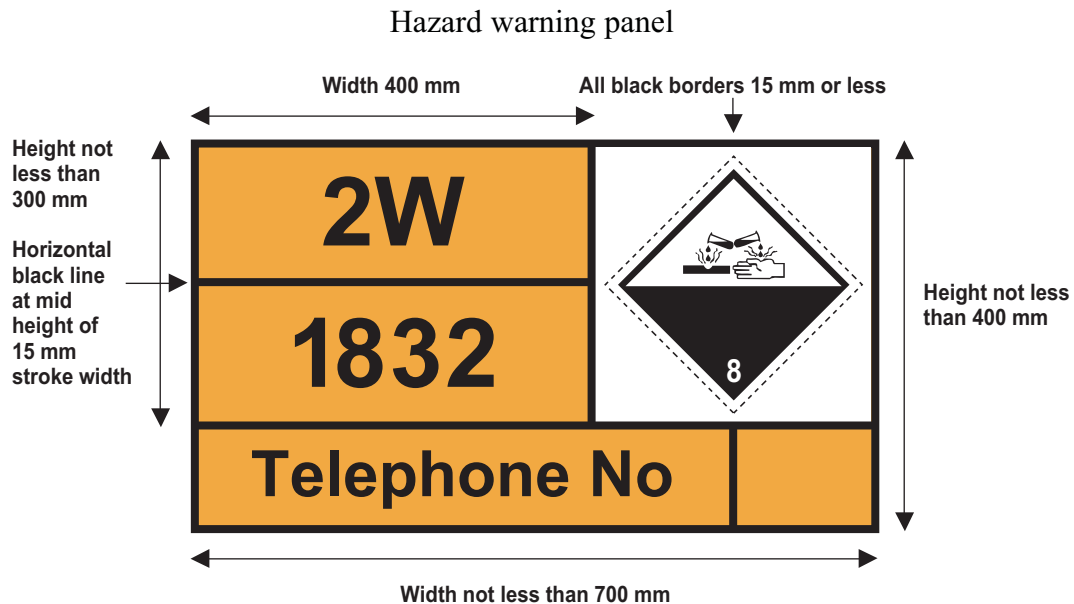 Hazard warning panel
Width 400 mm
All black borders 15 mm or less
Height not
less than
300 mm
Horizontal
black line
at mid
height of
15 mm
stroke width
2W
1832
8
Telephone No
Height not less
than 400 mm
Width not less than 700 mm